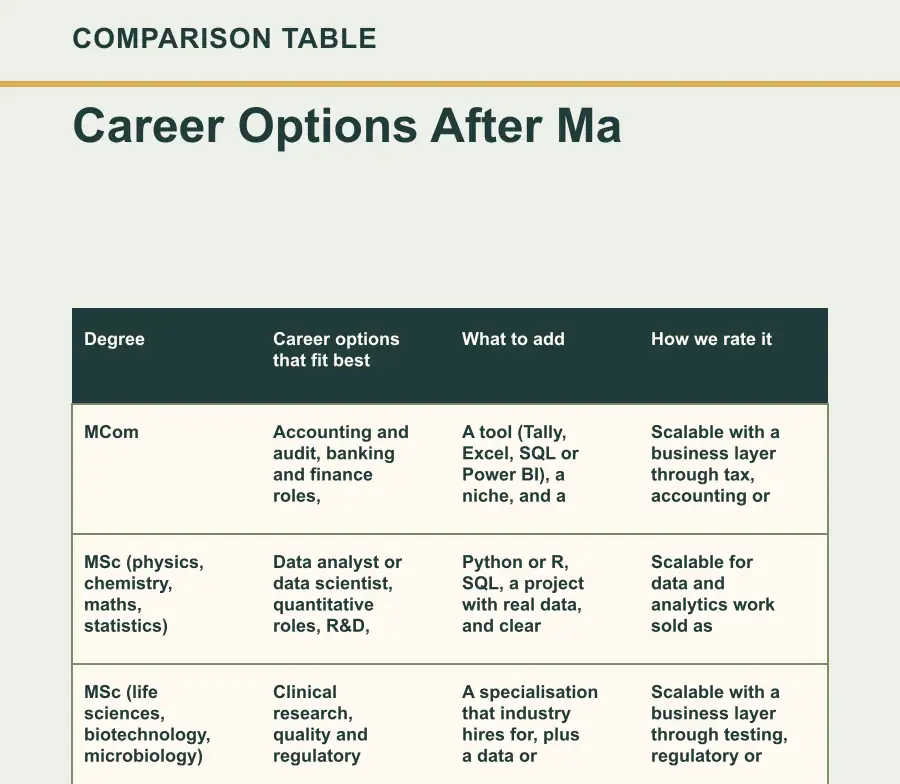 COMPARISON TABLE
Career Options After Ma
Degree
Career options
that fit best
What to add
How we rate it
MCom
Accounting and
audit, banking
and finance
roles,
A tool (Tally,
Excel, SQL or
Power BI), a
niche, and a
Scalable with a
business layer
through tax,
accounting or
MSc (physics,
chemistry,
maths,
statistics)
Data analyst or
data scientist,
quantitative
roles, R&D,
Python or R,
SQL, a project
with real data,
and clear
Scalable for
data and
analytics work
sold as
MSc (life
sciences,
biotechnology,
microbiology)
Clinical
research,
quality and
regulatory
A specialisation
that industry
hires for, plus
a data or
Scalable with a
business layer
through testing,
regulatory or